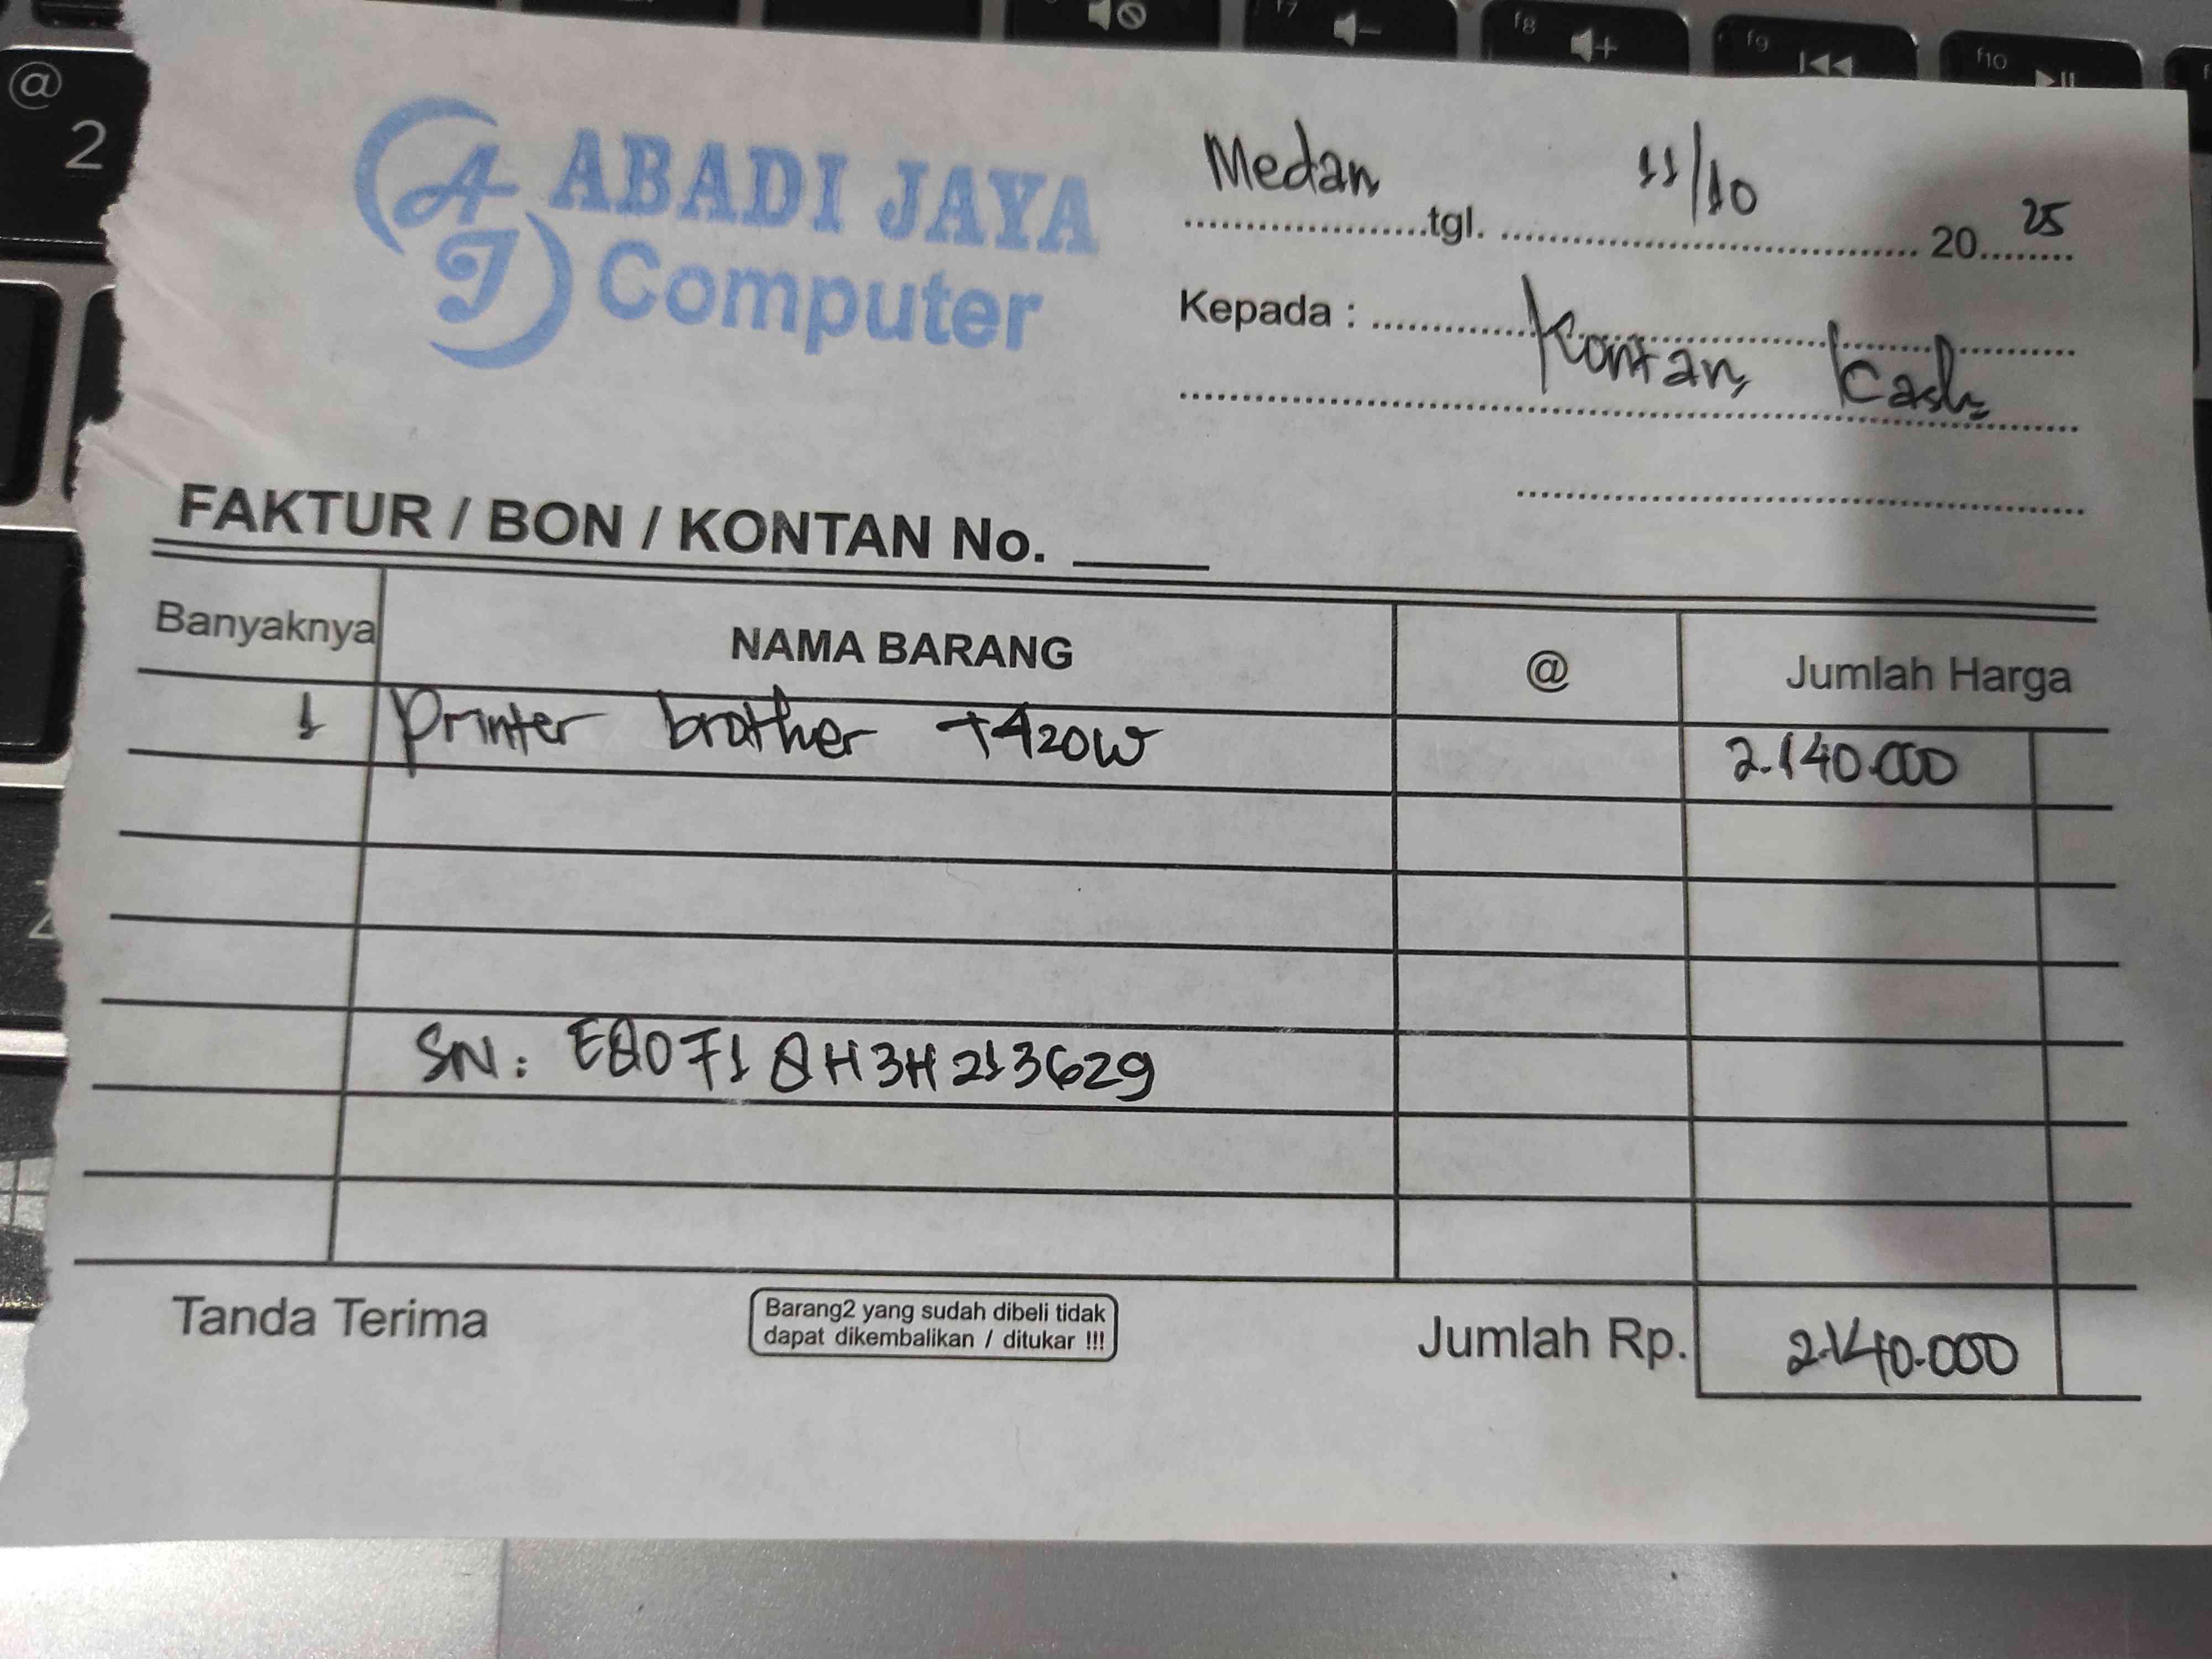 ABADI JAYA
Computer
Medan tgl. 11/10 2025
Kepada : Kontan Kash
FAKTUR / BON / KONTAN No.
Banyaknya NAMA BARANG @ Jumlah Harga
1 Printer brother T420W 2.140.000
SN: E80718H3H213629
Tanda Terima
Barang2 yang sudah dibeli tidak
dapat dikembalikan / ditukar !!!
Jumlah Rp. 2.140.000